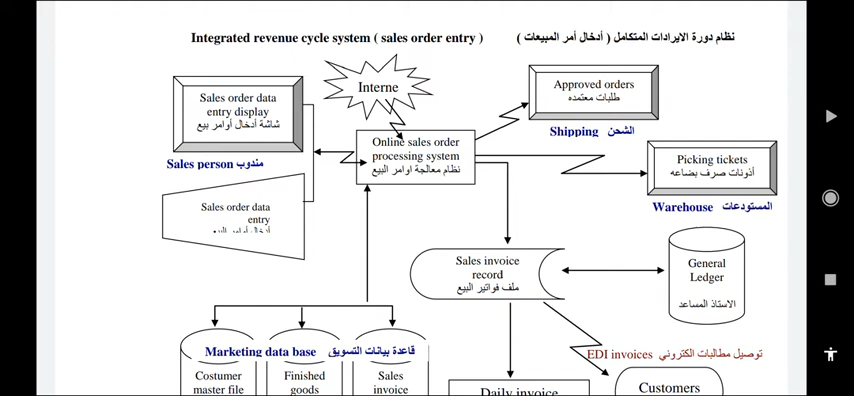 Integrated revenue cycle system ( sales order entry )
نظام دورة الايرادات المتكامل ( أدخال أمر المبيعات )
Interne
Sales order data
entry display
شاشة أدخال أوامر بيع
Sales person مندوب
Sales order data
entry
أدخال أوامر البيع
Online sales order
processing system
نظام معالجة اوامر البيع
Approved orders
طلبات معتمده
Shipping الشحن
Picking tickets
أذونات صرف بضاعه
Warehouse المستودعات
Sales invoice
record
ملف فواتير البيع
General
Ledger
الاستاذ المساعد
Marketing data base قاعدة بيانات التسويق
Costumer
master file
Finished
goods
Sales
invoice
EDI invoices توصيل مطالبات الكتروني
Daily invoice
Customers